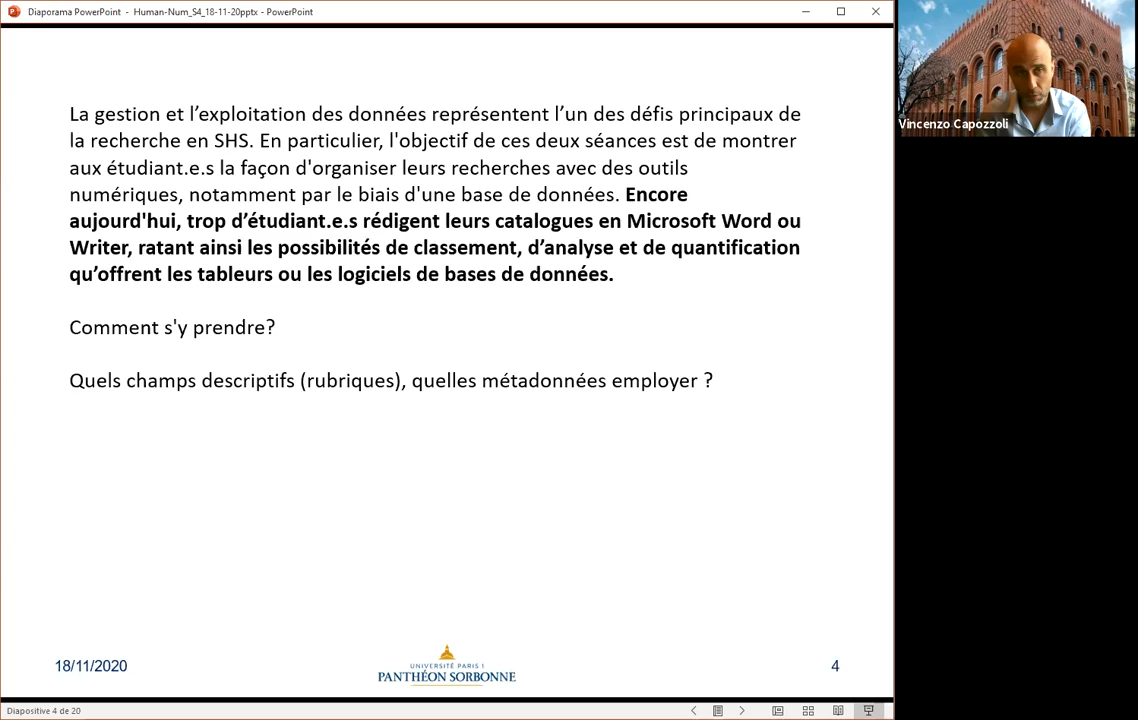 Diaporama PowerPoint - Human-Num_S4_18-11-20pptx - PowerPoint
La gestion et l’exploitation des données représentent l’un des défis principaux de
la recherche en SHS. En particulier, l'objectif de ces deux séances est de montrer
aux étudiant.e.s la façon d'organiser leurs recherches avec des outils
numériques, notamment par le biais d'une base de données. Encore
aujourd'hui, trop d’étudiant.e.s rédigent leurs catalogues en Microsoft Word ou
Writer, ratant ainsi les possibilités de classement, d’analyse et de quantification
qu’offrent les tableurs ou les logiciels de bases de données.
Comment s'y prendre?
Quels champs descriptifs (rubriques), quelles métadonnées employer ?
18/11/2020
UNIVERSITÉ PARIS 1
PANTHÉON SORBONNE
4
Diapositive 4 de 20
Vincenzo Capozzoli